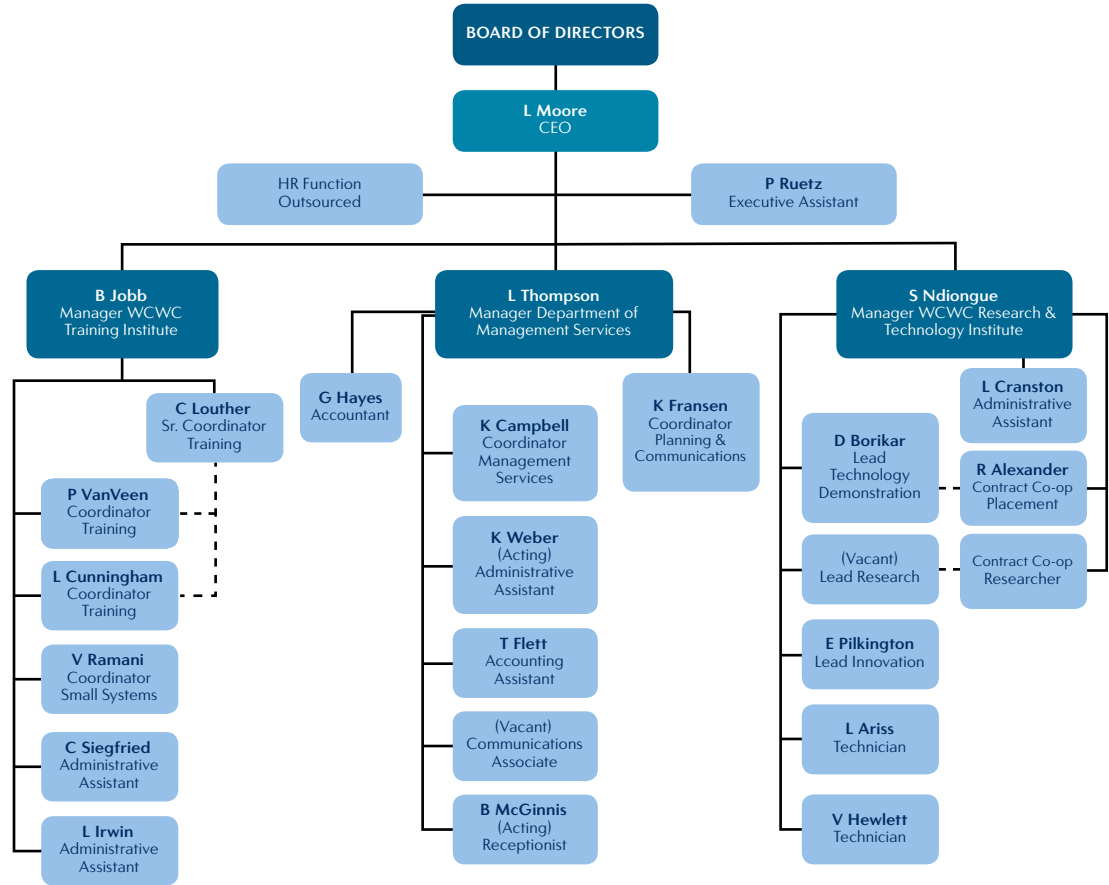 BOARD OF DIRECTORS
L Moore
CEO
HR Function
Outsourced
P Ruetz
Executive Assistant
B Jobb
Manager WCWC
Training Institute
L Thompson
Manager Department of
Management Services
S Ndiongue
Manager WCWC Research &
Technology Institute
C Louther
Sr. Coordinator
Training
P VanVeen
Coordinator
Training
L Cunningham
Coordinator
Training
V Ramani
Coordinator
Small Systems
C Siegfried
Administrative
Assistant
L Irwin
Administrative
Assistant
G Hayes
Accountant
K Campbell
Coordinator
Management
Services
K Weber
(Acting)
Administrative
Assistant
T Flett
Accounting
Assistant
(Vacant)
Communications
Associate
B McGinnis
(Acting)
Receptionist
K Fransen
Coordinator
Planning &
Communications
L Cranston
Administrative
Assistant
D Borikar
Lead
Technology
Demonstration
R Alexander
Contract Co-op
Placement
(Vacant)
Lead Research
Contract Co-op
Researcher
E Pilkington
Lead Innovation
L Ariss
Technician
V Hewlett
Technician